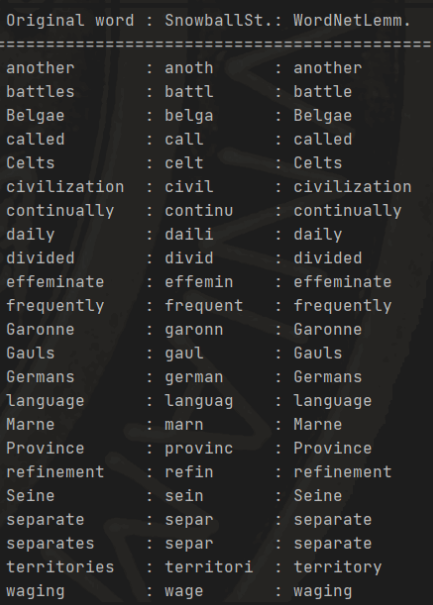 Original word : SnowballSt.: WordNetLemm.
==============================================
another : anoth : another
battles : battl : battle
Belgae : belga : Belgae
called : call : called
Celts : celt : Celts
civilization : civil : civilization
continually : continu : continually
daily : daili : daily
divided : divid : divided
effeminate : effemin : effeminate
frequently : frequent : frequently
Garonne : garonn : Garonne
Gauls : gaul : Gauls
Germans : german : Germans
language : languag : language
Marne : marn : Marne
Province : provinc : Province
refinement : refin : refinement
Seine : sein : Seine
separate : separ : separate
separates : separ : separate
territories : territori : territory
waging : wage : waging